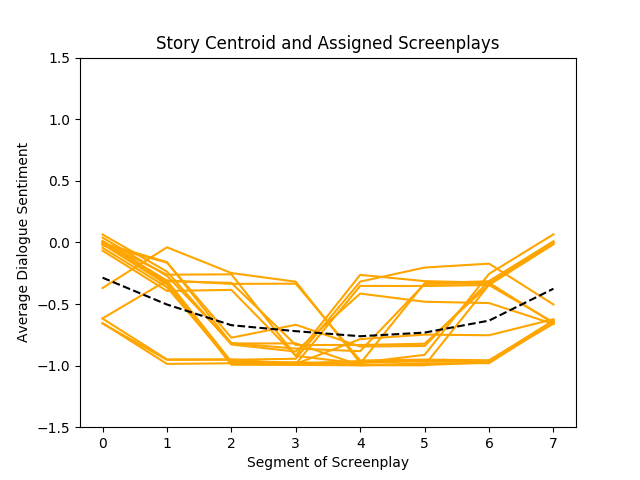 Story Centroid and Assigned Screenplays
1.5
1.0
0.5
0.0
−0.5
−1.0
−1.5
Average Dialogue Sentiment
0 1 2 3 4 5 6 7
Segment of Screenplay